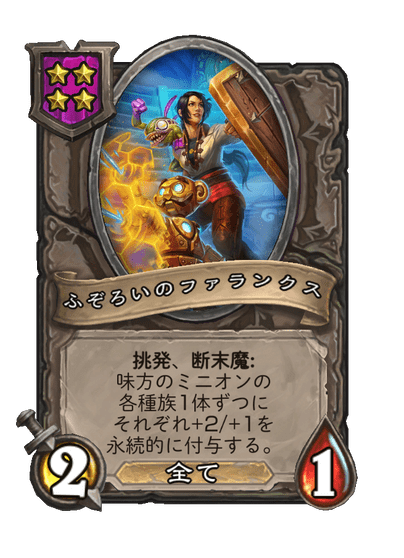 ふぞろいのファランクス
挑発、断末魔:
味方のミニオンの
各種族1体ずつに
それぞれ+2/+1を
永続的に付与する。
全て
2
1